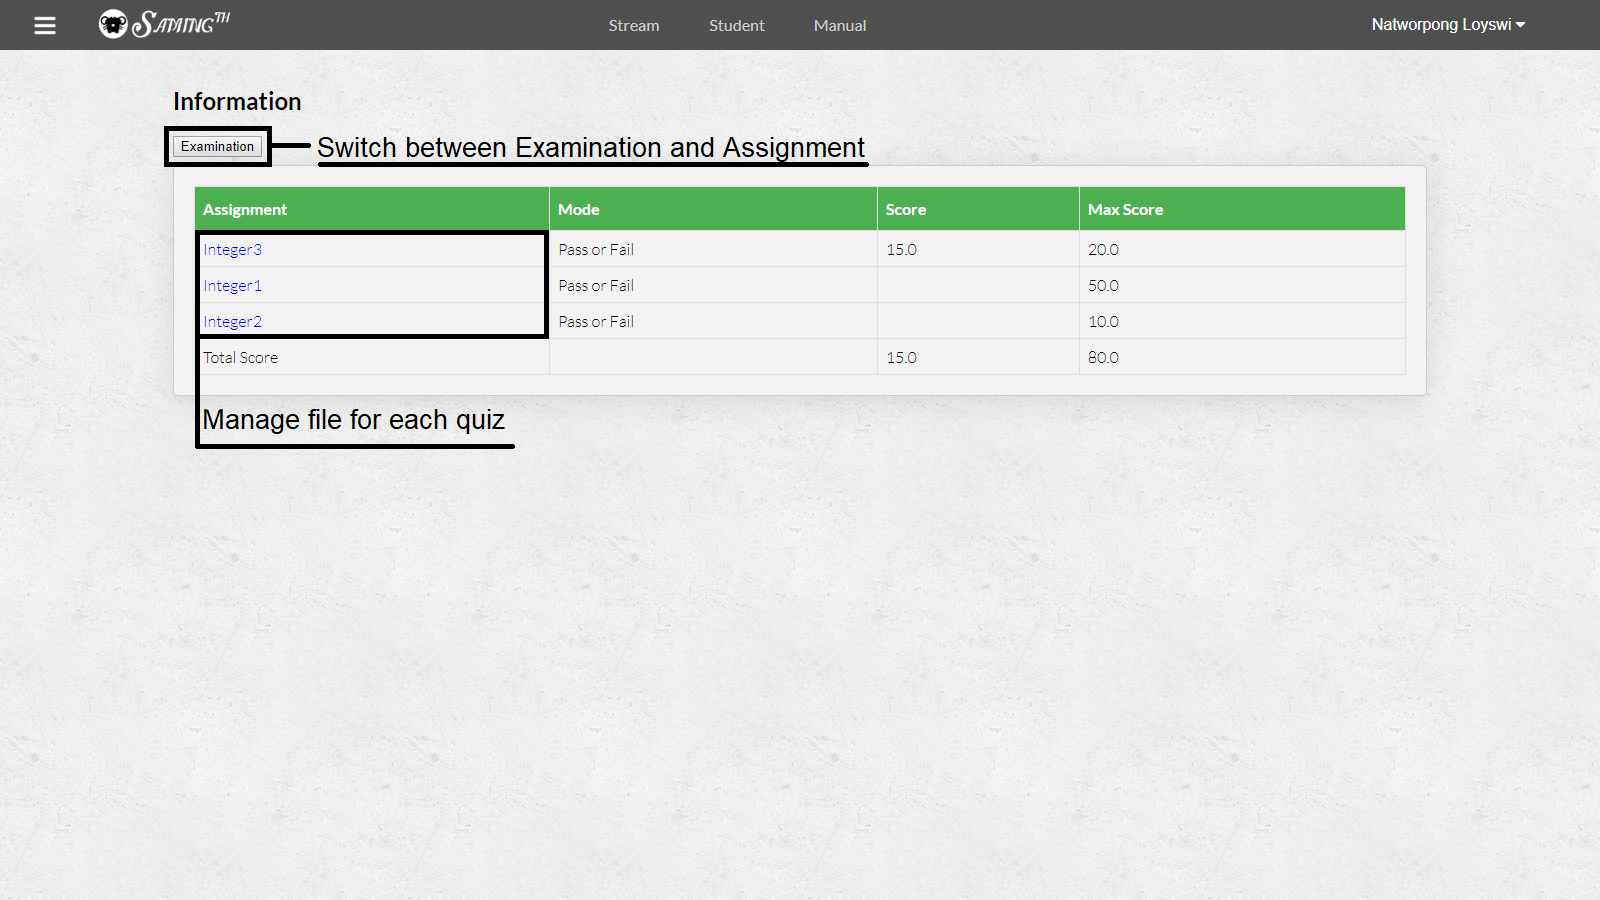 SAMINGTH Stream Student Manual Natworpong Loyswi
Information
Examination Switch between Examination and Assignment
Assignment Mode Score Max Score
Integer3 Pass or Fail 15.0 20.0
Integer1 Pass or Fail 50.0
Integer2 Pass or Fail 10.0
Total Score 15.0 80.0
Manage file for each quiz